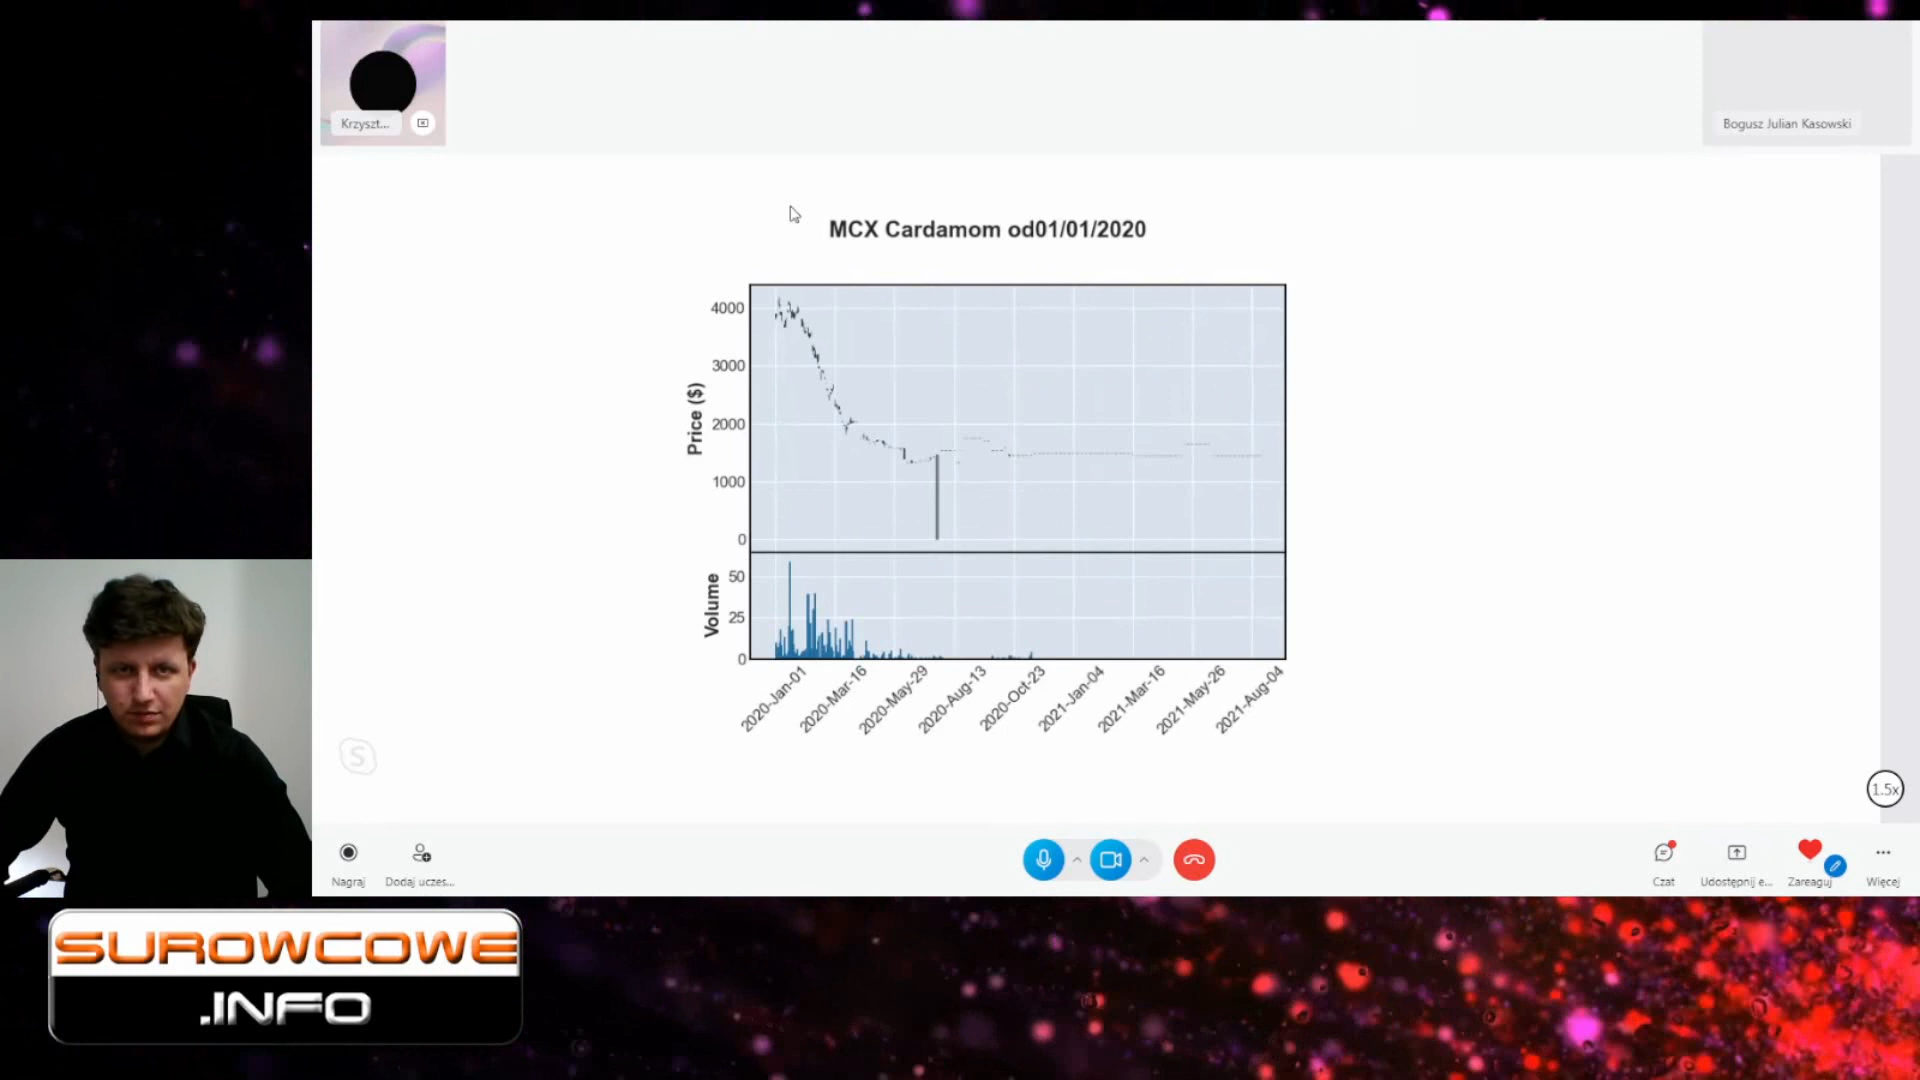 Krzyszt...
Bogusz Julian Kasowski
MCX Cardamom od01/01/2020
Price ($)
4000
3000
2000
1000
0
Volume
50
25
0
2020-Jan-01
2020-Mar-16
2020-May-29
2020-Aug-13
2020-Oct-23
2021-Jan-04
2021-Mar-16
2021-May-26
2021-Aug-04
S
1.5x
Nagraj
Dodaj uczes...
Czat
Udostępnij e...
Zareaguj
Więcej
SUROWCOWE
.INFO